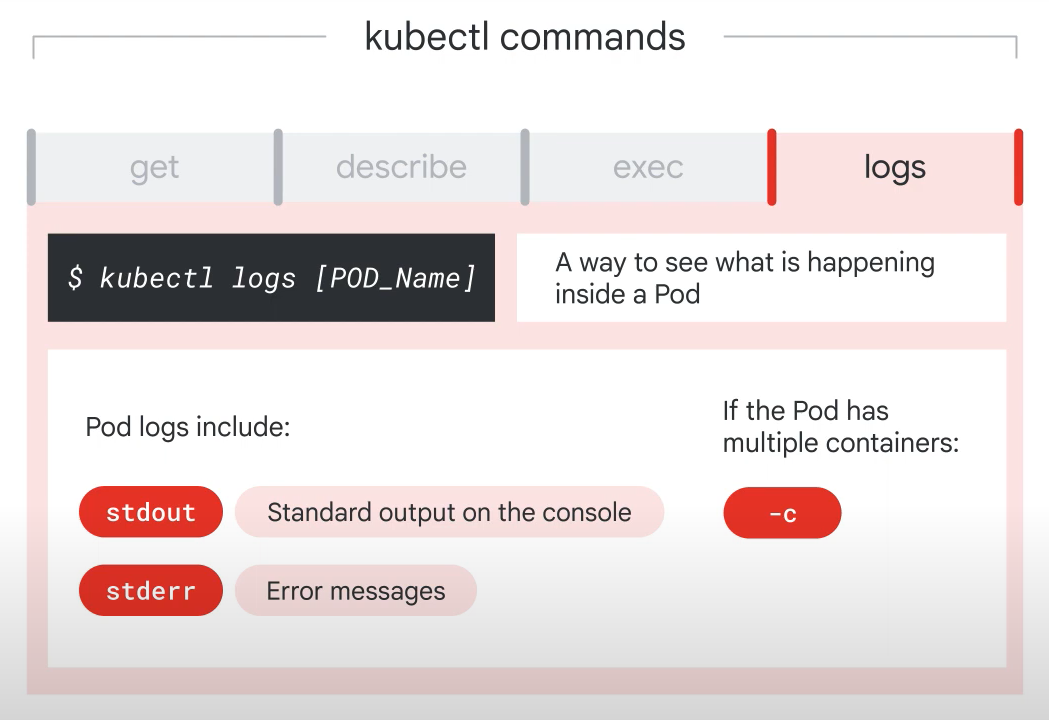 kubectl commands
get
describe
exec
logs
$ kubectl logs [POD_Name]
A way to see what is happening
inside a Pod
Pod logs include:
stdout
Standard output on the console
stderr
Error messages
If the Pod has
multiple containers:
-c